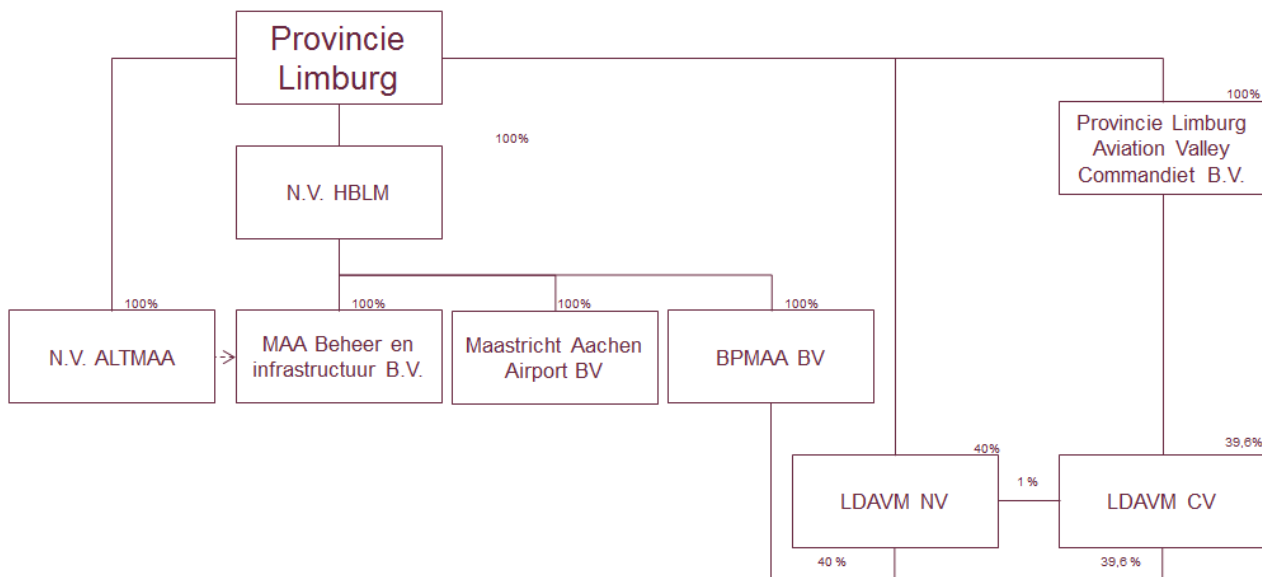 Provincie
Limburg
100%
Provincie Limburg
Aviation Valley
Commandiet B.V.
100%
N.V. HBLM
100%
N.V. ALTMAA
100%
MAA Beheer en
infrastructuur B.V.
100%
Maastricht Aachen
Airport BV
100%
BPMAA BV
40%
LDAVM NV
1 %
39,6%
LDAVM CV
40 %
39,6 %